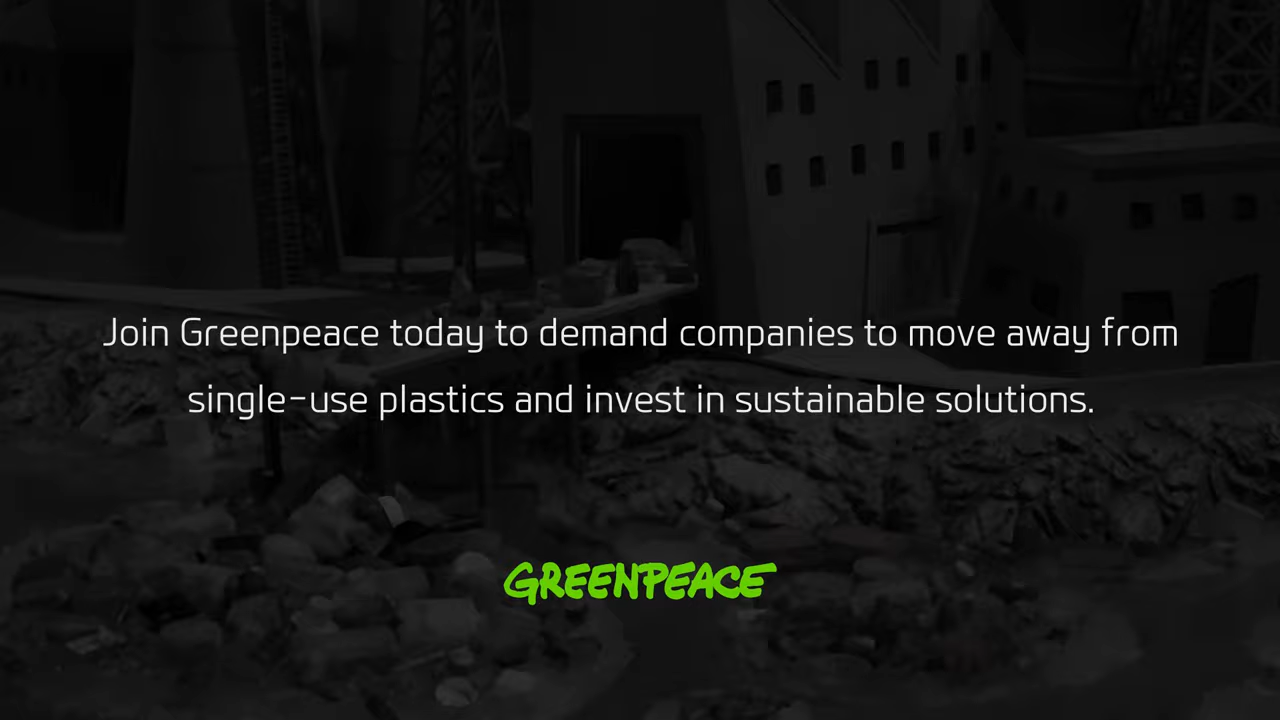 Join Greenpeace today to demand companies to move away from
single-use plastics and invest in sustainable solutions.
GREENPEACE